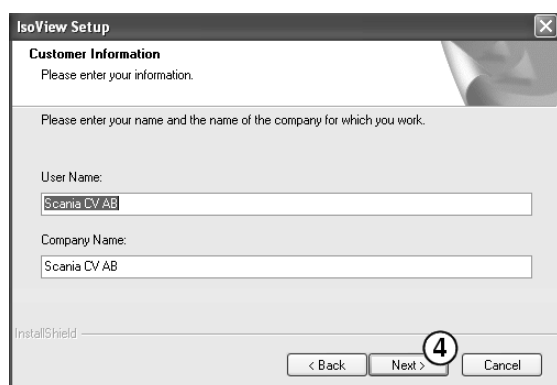 IsoView Setup
Customer Information
Please enter your information.
Please enter your name and the name of the company for which you work.
User Name:
Scania CV AB
Company Name:
Scania CV AB
InstallShield
< Back Next > 4 Cancel